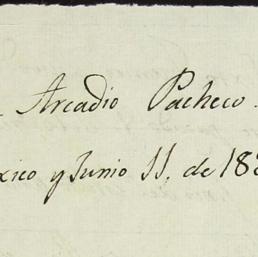 Arcadio Pacheco.
xico y Junio 11, de 18